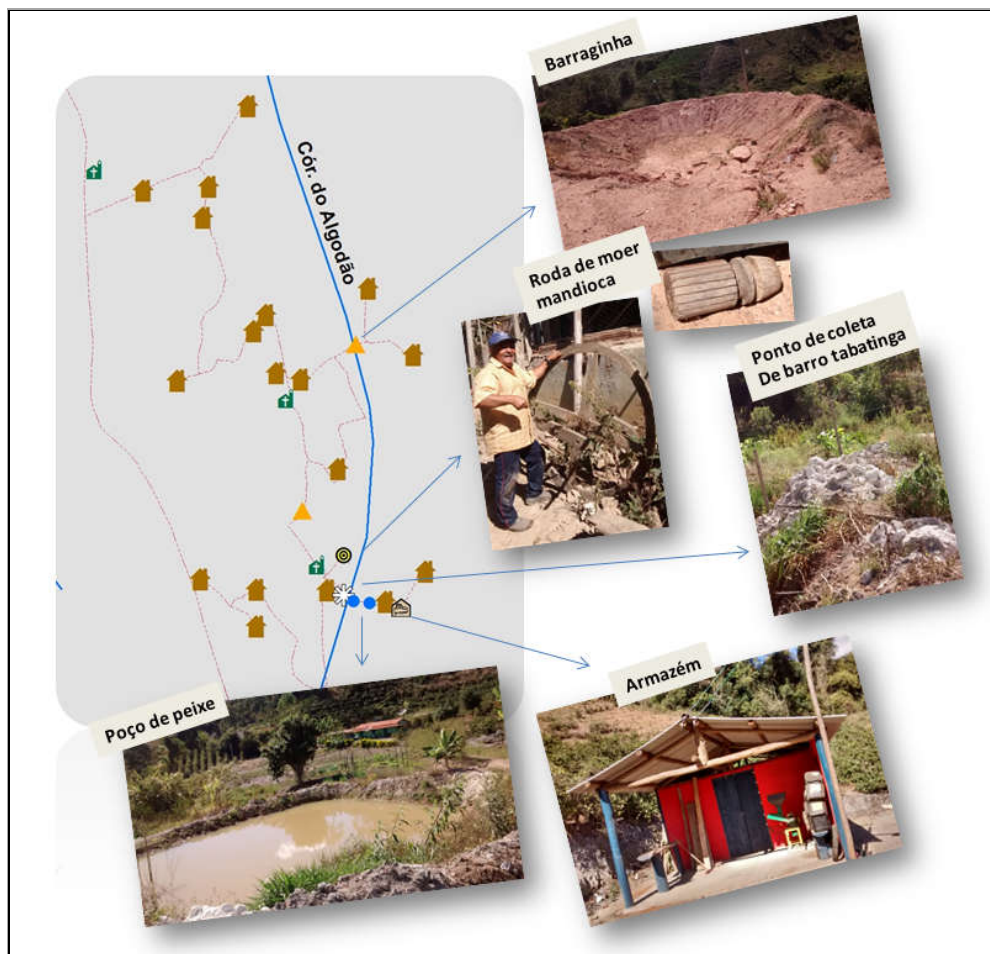 Barraginha
Cór. do Algodão
Roda de moer
mandioca
Ponto de coleta
De barro tabatinga
Armazém
Poço de peixe